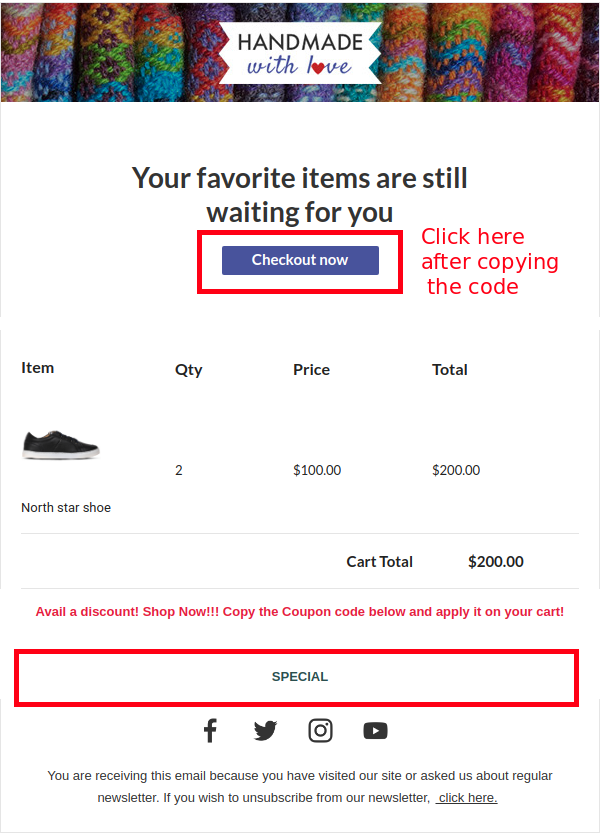 HANDMADE
with love
Your favorite items are still
waiting for you
Checkout now
Click here
after copying
the code
Item Qty Price Total
2 $100.00 $200.00
North star shoe
Cart Total $200.00
Avail a discount! Shop Now!!! Copy the Coupon code below and apply it on your cart!
SPECIAL
You are receiving this email because you have visited our site or asked us about regular
newsletter. If you wish to unsubscribe from our newsletter, click here.